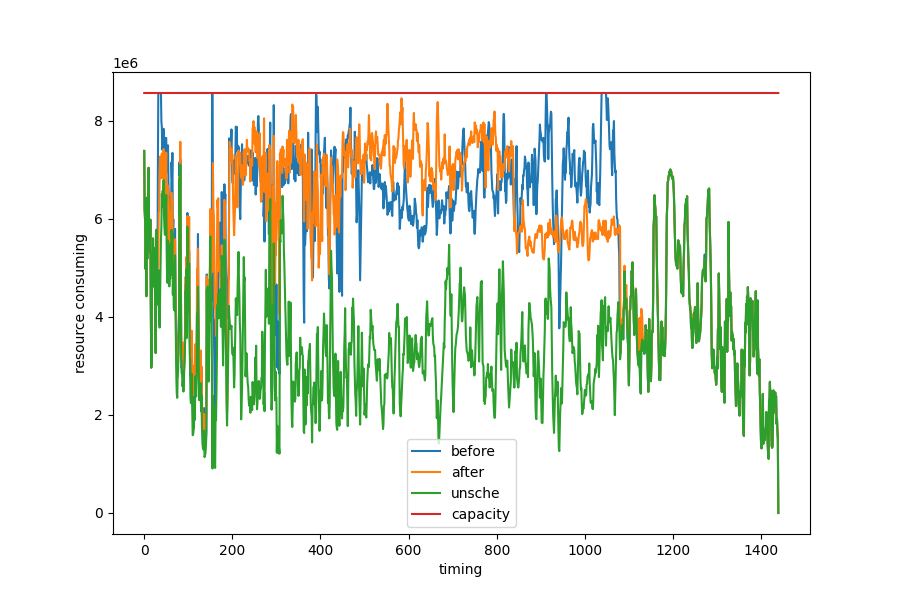 1e6
8
6
4
2
0
resource consuming
before
after
unsche
capacity
0 200 400 600 800 1000 1200 1400
timing